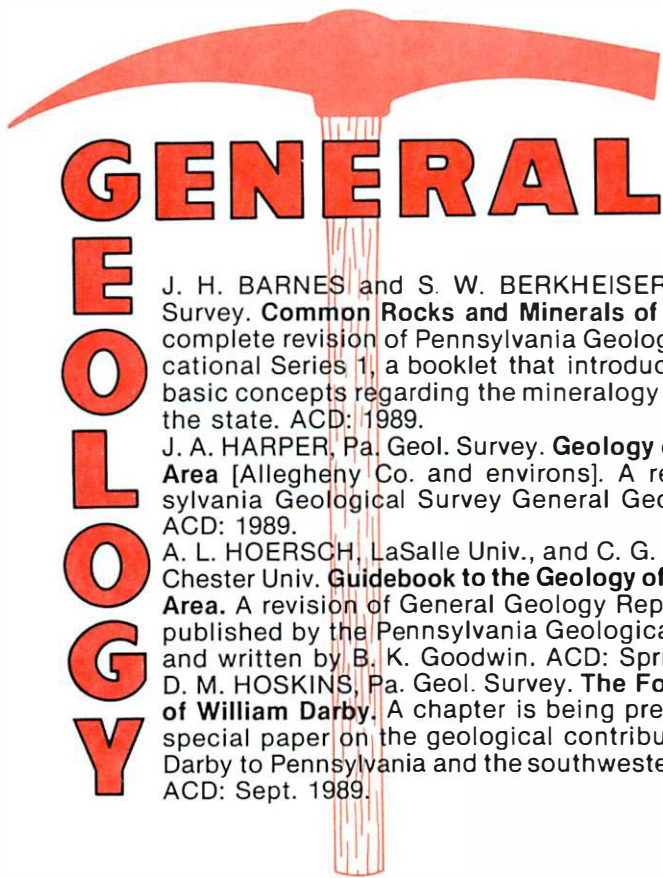 GENERAL
GEOLOGY
J. H. BARNES and S. W. BERKHEISER
Survey. Common Rocks and Minerals of
complete revision of Pennsylvania Geolog
cational Series 1, a booklet that introduc
basic concepts regarding the mineralogy
the state. ACD: 1989.
J. A. HARPER, Pa. Geol. Survey. Geology
Area [Allegheny Co. and environs]. A re
sylvania Geological Survey General Geo
ACD: 1989.
A. L. HOERSCH, LaSalle Univ., and C. G.
Chester Univ. Guidebook to the Geology of
Area. A revision of General Geology Rep
published by the Pennsylvania Geologica
and written by B. K. Goodwin. ACD: Spri
D. M. HOSKINS, Pa. Geol. Survey. The Fo
of William Darby. A chapter is being pre
special paper on the geological contribu
Darby to Pennsylvania and the southweste
ACD: Sept. 1989.